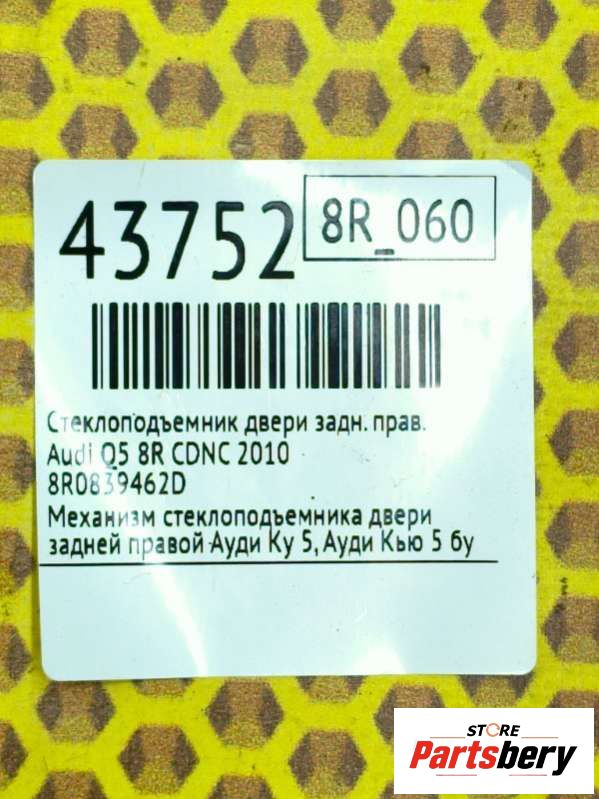 43752
8R_060
Стеклоподъемник двери задн. прав.
Audi Q5 8R CDNC 2010
8R0839462D
Механизм стеклоподъемника двери
задней правой Ауди Ку 5, Ауди Кью 5 бу
STORE
Partsbery